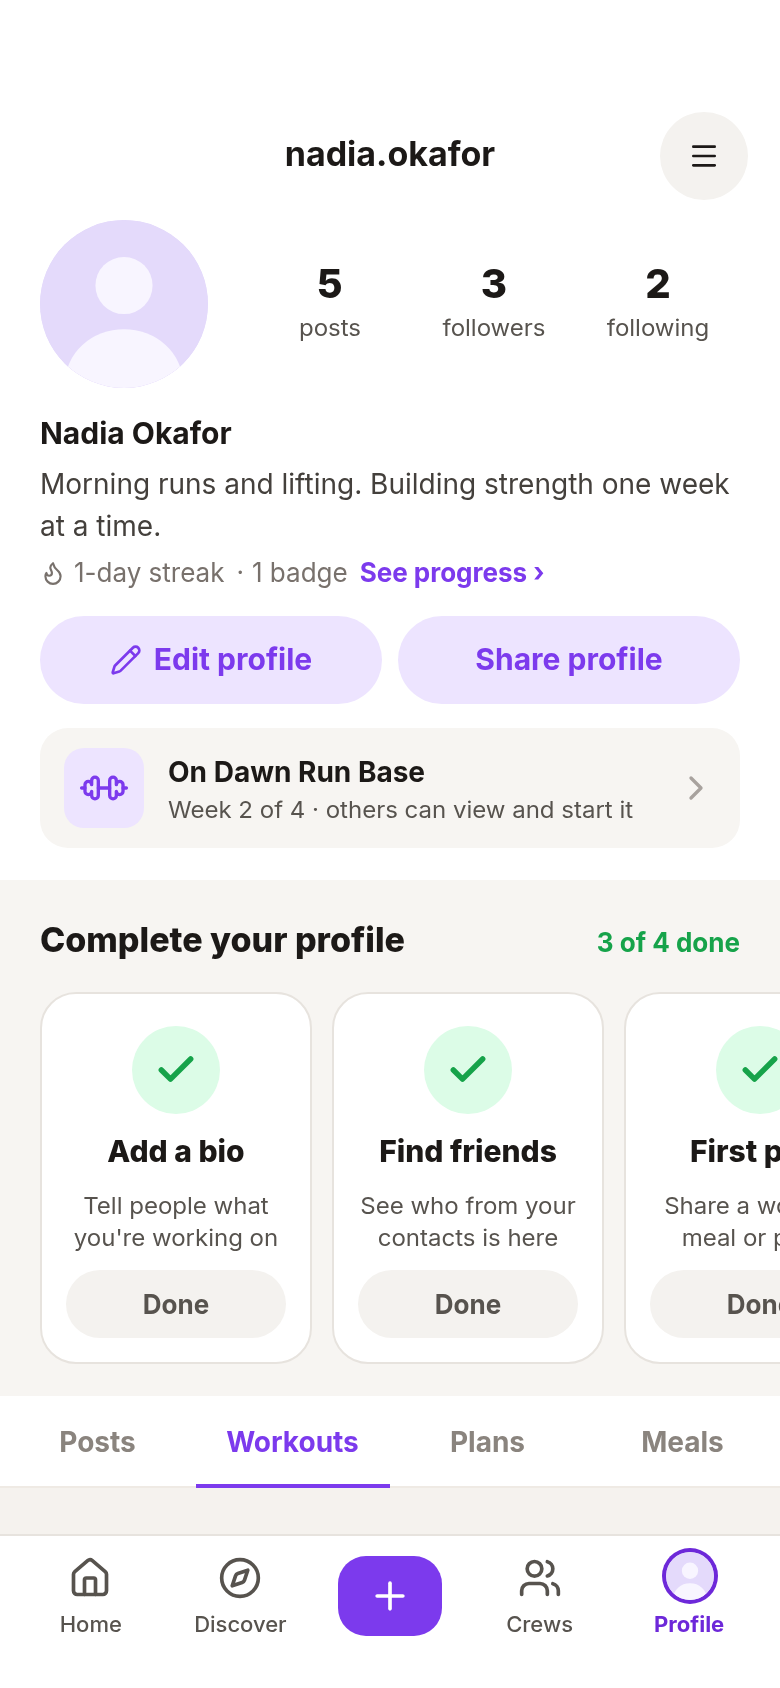 nadia.okafor
5
posts
3
followers
2
following
Nadia Okafor
Morning runs and lifting. Building strength one week
at a time.
1-day streak · 1 badge See progress ›
Edit profile
Share profile
On Dawn Run Base
Week 2 of 4 · others can view and start it
Complete your profile
3 of 4 done
Add a bio
Tell people what
you're working on
Done
Find friends
See who from your
contacts is here
Done
First
Share a
meal or
Posts
Workouts
Plans
Meals
Home
Discover
Crews
Profile